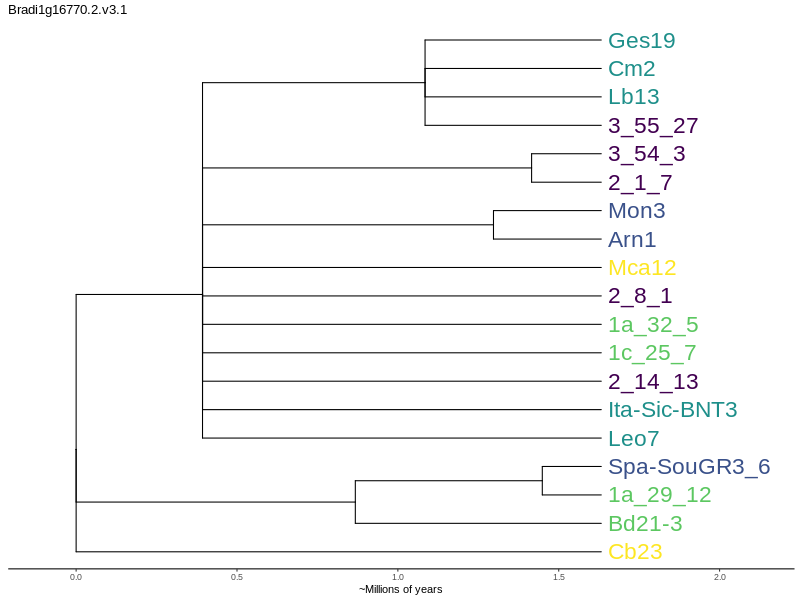 Bradi1g16770.2.v3.1
Ges19
Cm2
Lb13
3_55_27
3_54_3
2_1_7
Mon3
Arn1
Mca12
2_8_1
1a_32_5
1c_25_7
2_14_13
Ita-Sic-BNT3
Leo7
Spa-SouGR3_6
1a_29_12
Bd21-3
Cb23
0.0 0.5 1.0 1.5 2.0
~Millions of years